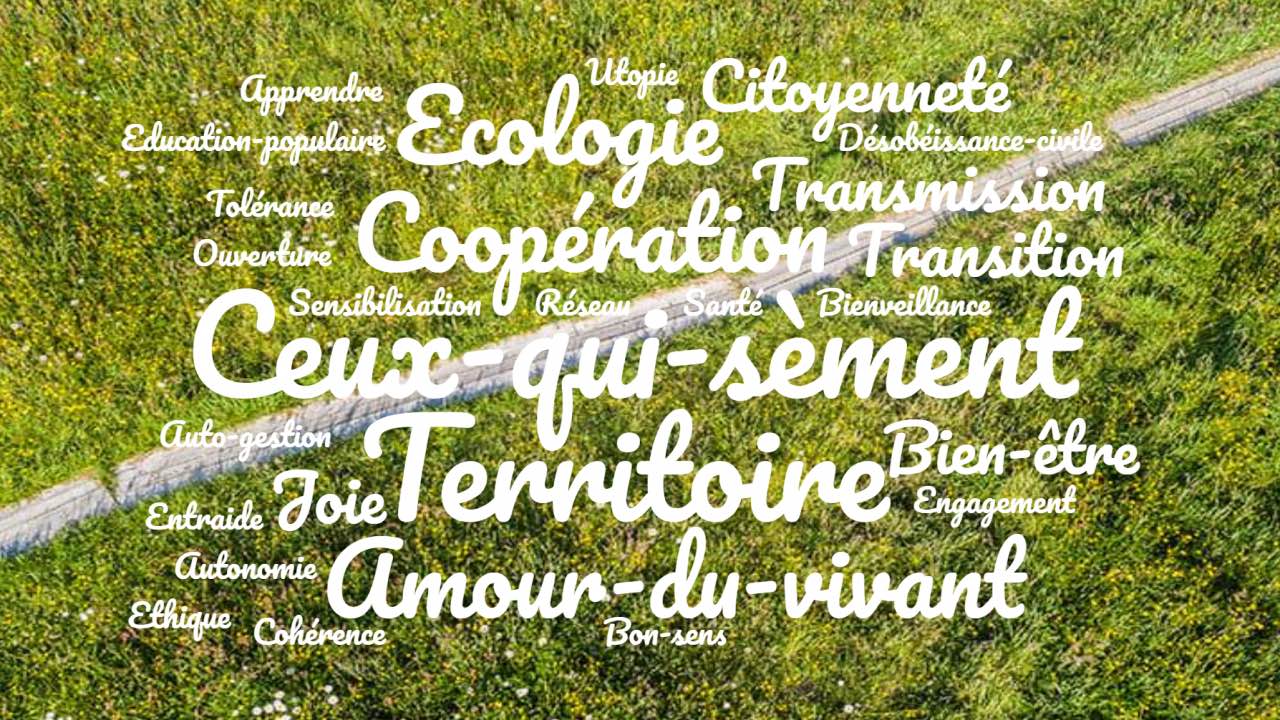 Utopie
Apprendre Ecologie Citoyenneté
Education-populaire Désobéissance-civile
Tolérance Transmission
Ouverture Coopération Transition
Sensibilisation Réseau Santé Bienveillance
Ceux-qui-sèment
Auto-gestion Territoire Bien-être
Entraide Joie Engagement
Autonomie Amour-du-vivant
Ethique Cohérence Bon-sens